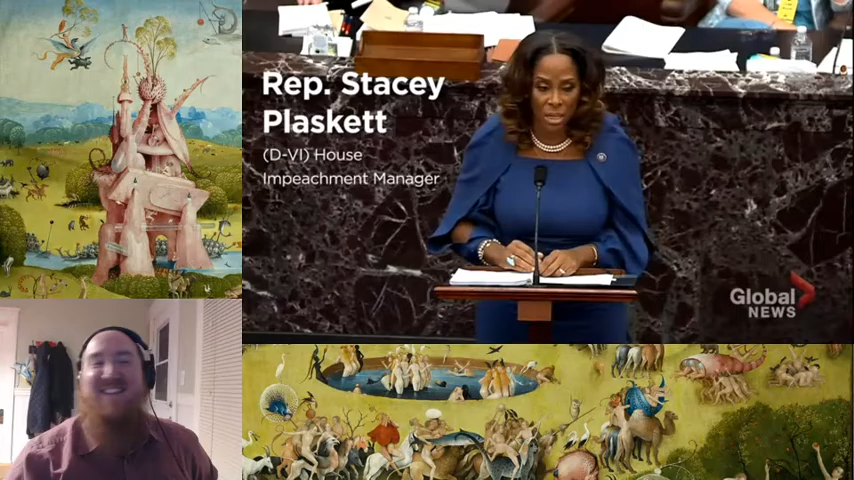 Rep. Stacey
Plaskett
(D-VI) House
Impeachment Manager
Global
NEWS